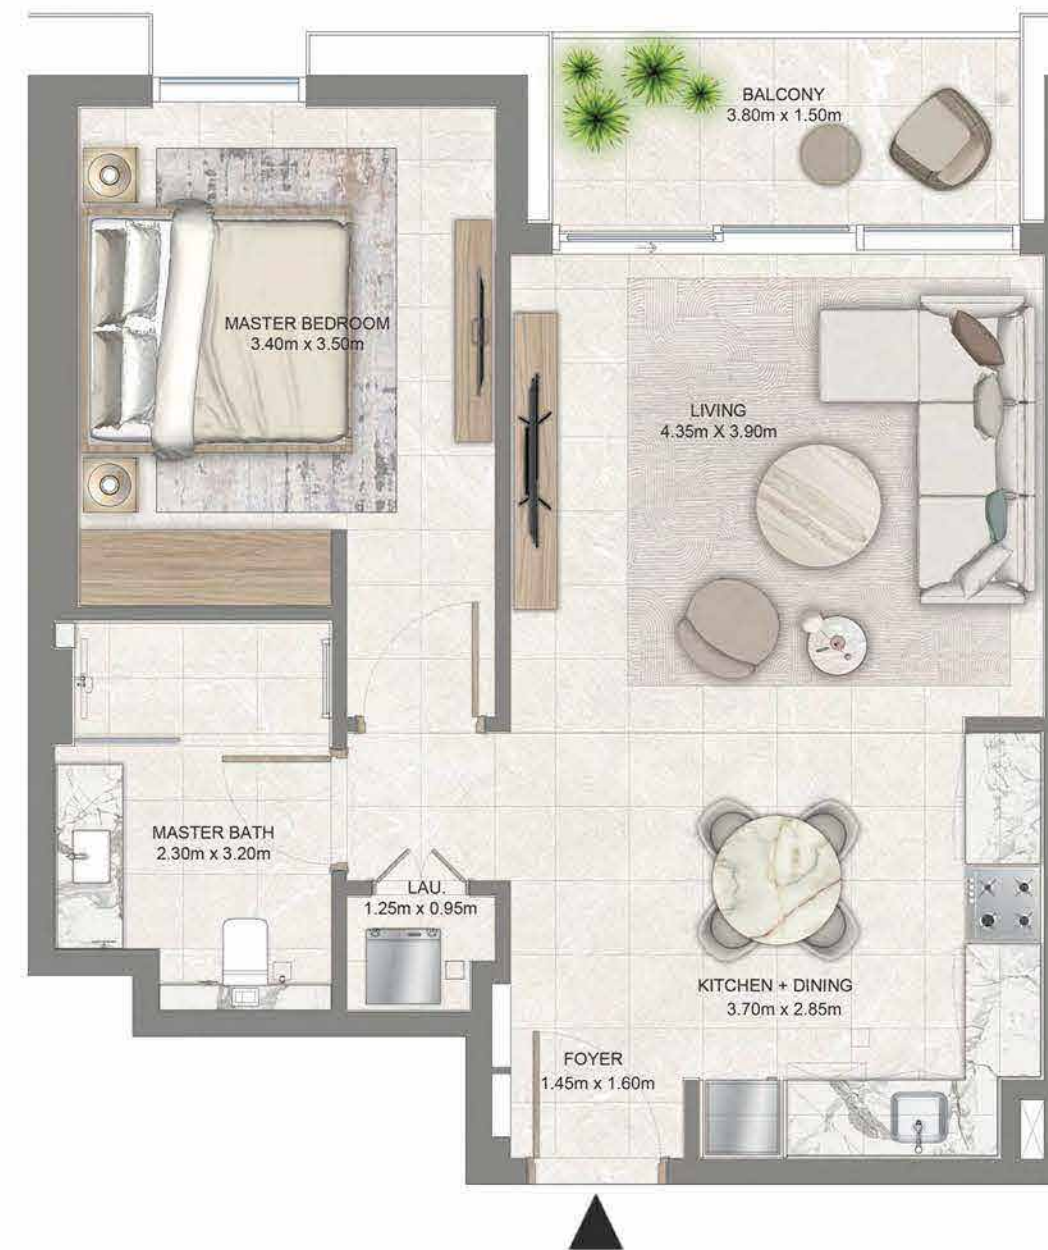 BALCONY
3.80m x 1.50m
MASTER BEDROOM
3.40m x 3.50m
LIVING
4.35m X 3.90m
MASTER BATH
2.30m x 3.20m
LAU.
1.25m x 0.95m
KITCHEN + DINING
3.70m x 2.85m
FOYER
1.45m x 1.60m